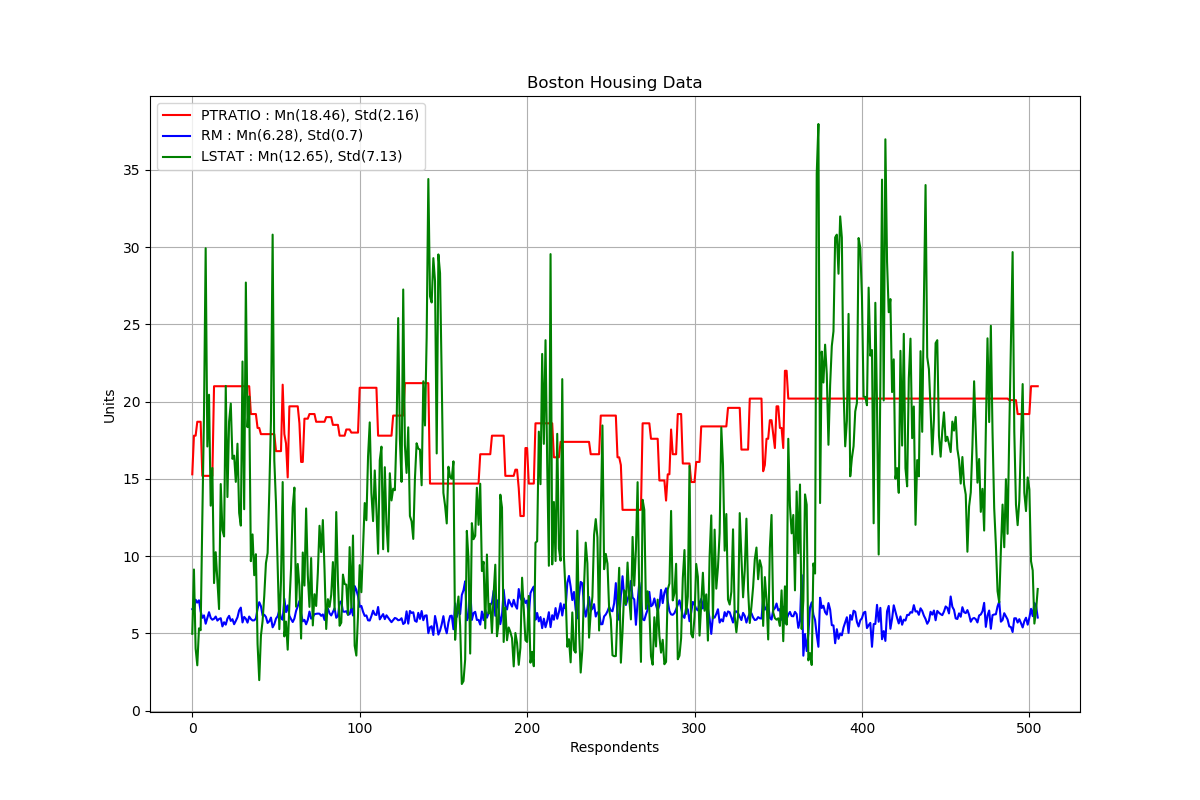 Boston Housing Data
PTRATIO : Mn(18.46), Std(2.16)
RM : Mn(6.28), Std(0.7)
LSTAT : Mn(12.65), Std(7.13)
35
30
25
20
15
10
5
0
Units
0 100 200 300 400 500
Respondents